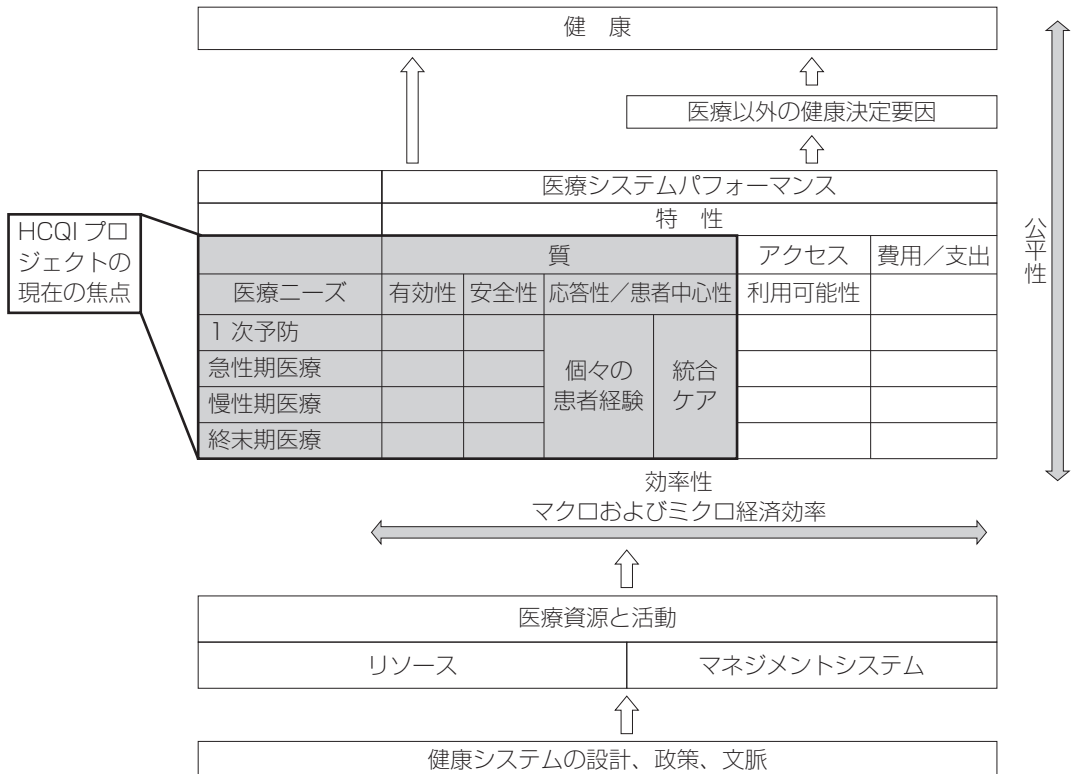 健 康
医療以外の健康決定要因
医療システムパフォーマンス
特 性
HCQI プロ
ジェクトの
現在の焦点
質
アクセス
費用／支出
医療ニーズ
有効性
安全性
応答性／患者中心性
利用可能性
1 次予防
急性期医療
慢性期医療
終末期医療
個々の
患者経験
統合
ケア
公平性
効率性
マクロおよびミクロ経済効率
医療資源と活動
リソース
マネジメントシステム
健康システムの設計、政策、文脈